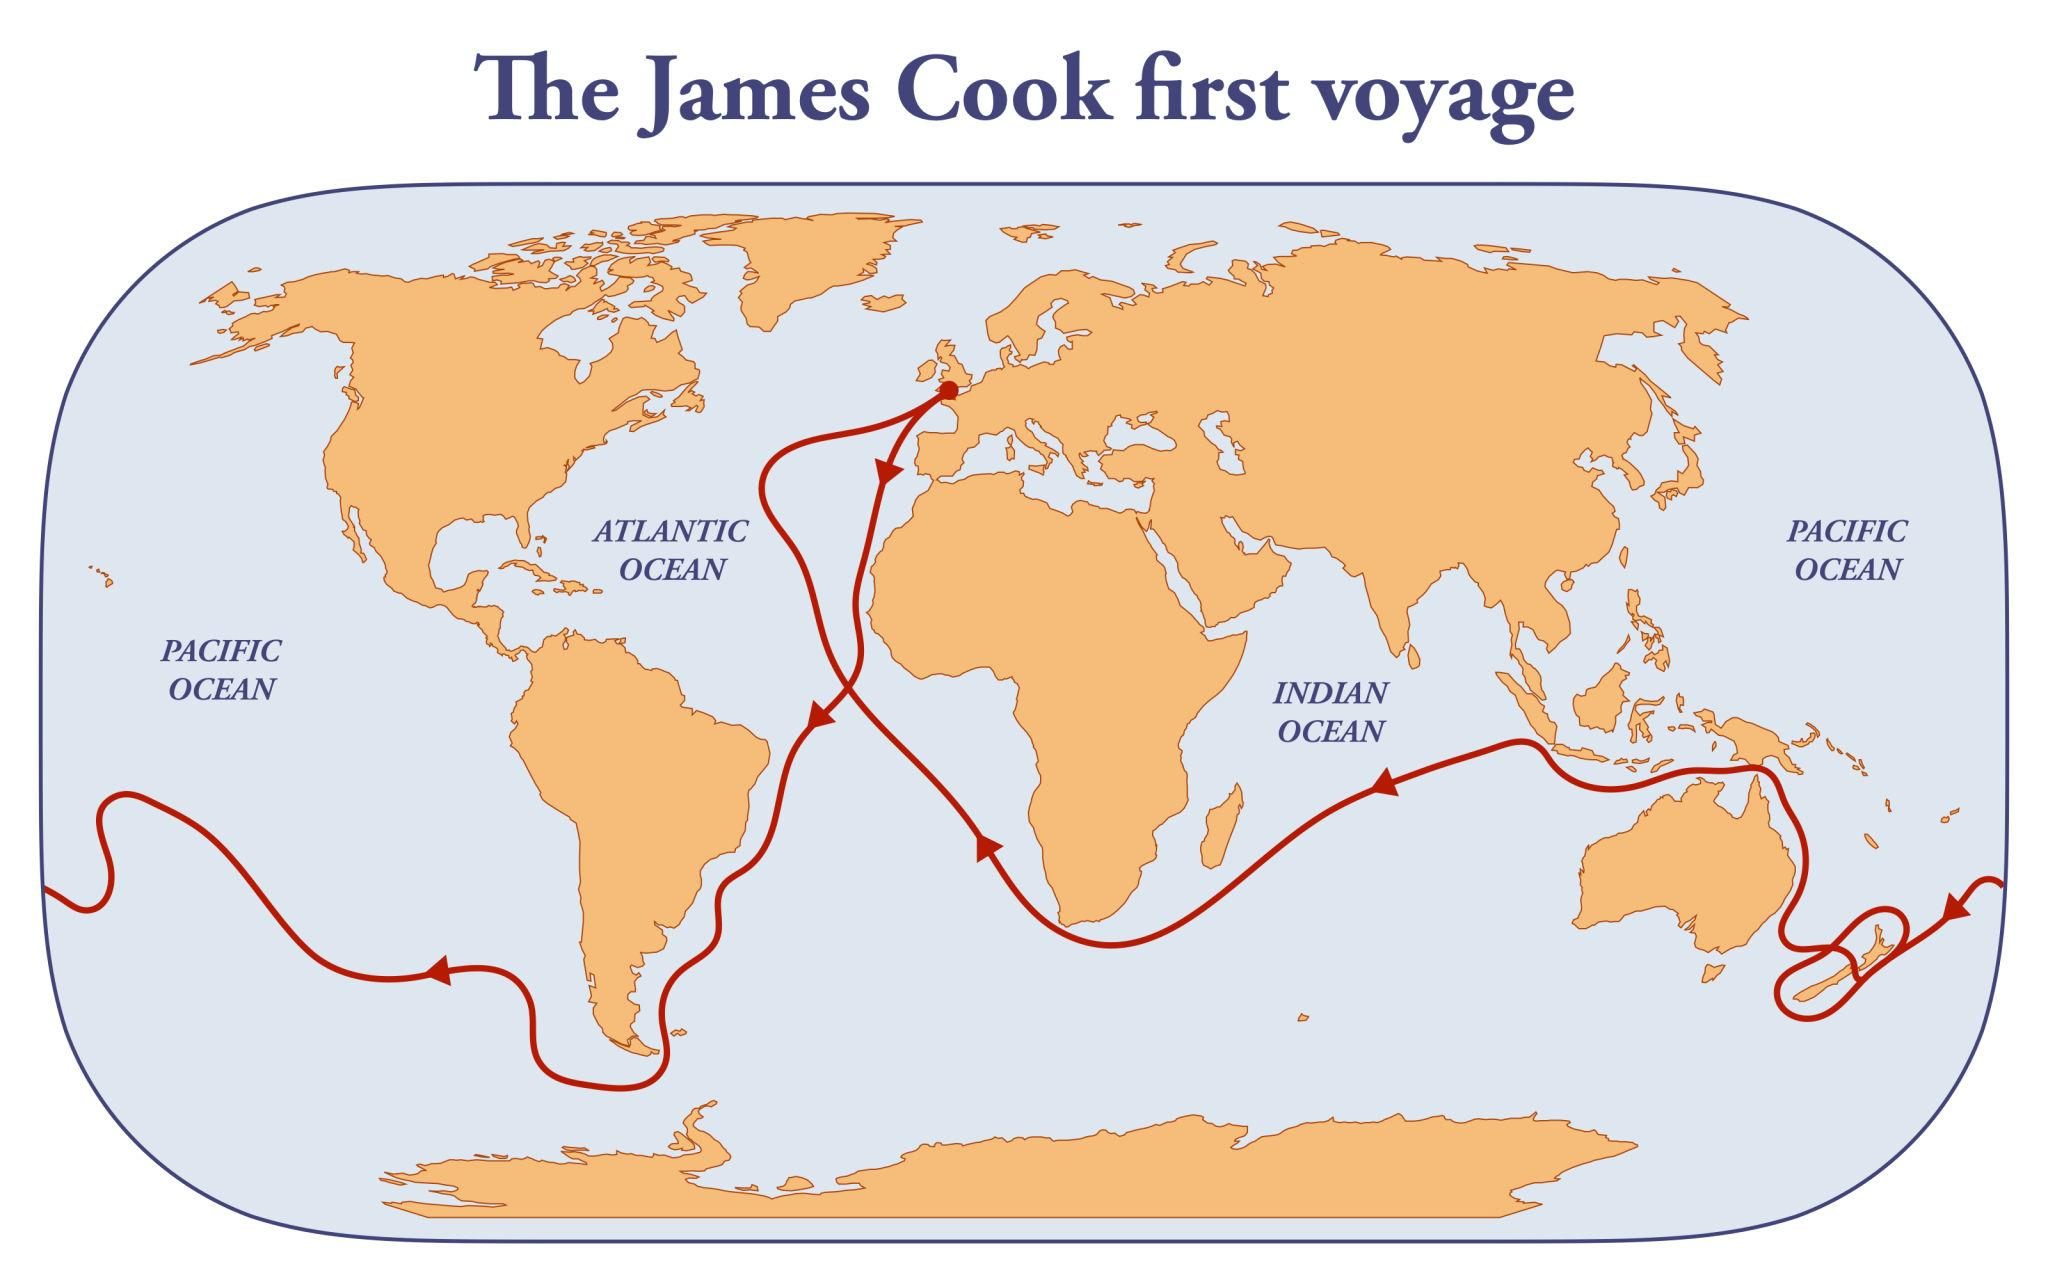 The James Cook first voyage
ATLANTIC
OCEAN
PACIFIC
OCEAN
PACIFIC
OCEAN
INDIAN
OCEAN